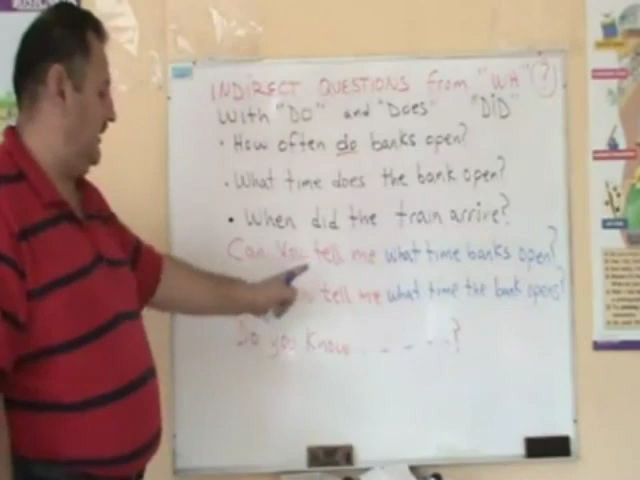 INDIRECT QUESTIONS from "WH" (?)
With "DO" and "Does" "DiD"
· How often do banks open?
· What time does the bank open?
· When did the train arrive?
Can You tell me what time banks open?
tell me what time the bank opens?
Do you know . - - - - ?